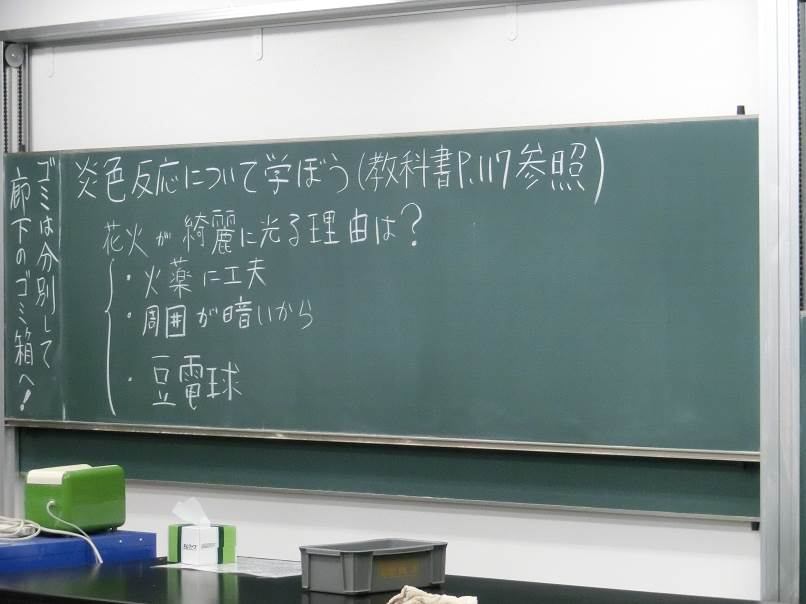 炎色反応について学ぼう(教科書P.117参照)
花火が綺麗に光る理由は?
・火薬に工夫
・周囲が暗いから
・豆電球
ゴミは分別して
廊下のゴミ箱へ!